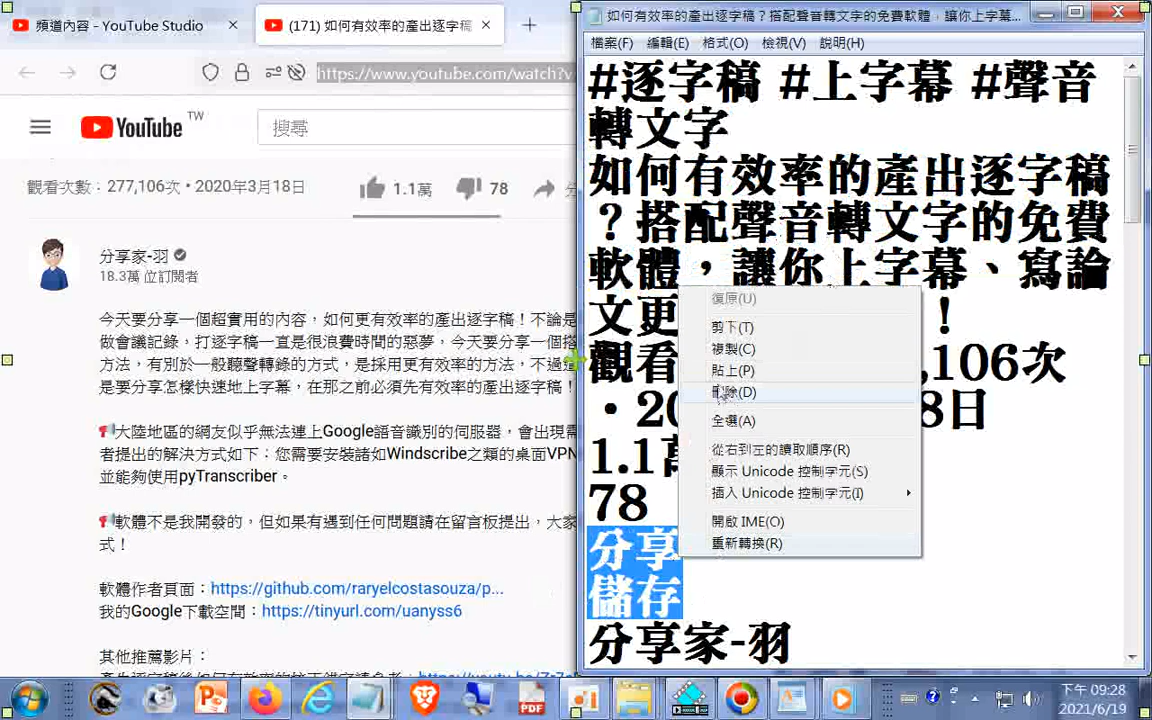 頻道內容 - YouTube Studio
(171) 如何有效率的產出逐字稿
https://www.youtube.com/watch?v
YouTube TW
搜尋
觀看次數：277,106次 • 2020年3月18日
1.1萬
78
分享家-羽
18.3萬 位訂閱者
今天要分享一個超實用的內容，如何更有效率的產出逐字稿！不論是
做會議記錄，打逐字稿一直是很浪費時間的惡夢，今天要分享一個搭
方法，有別於一般聽聲轉錄的方式，是採用更有效率的方法，不過這
是要分享怎樣快速地上字幕，在那之前必須先有效率的產出逐字稿！
📢大陸地區的網友似乎無法連上Google語音識別的伺服器，會出現需
者提出的解決方式如下：您需要安裝諸如Windscribe之類的桌面VPN
並能夠使用pyTranscriber。
📢軟體不是我開發的，但如果有遇到任何問題請在留言板提出，大家
式！
軟體作者頁面：https://github.com/raryelcostasouza/p...
我的Google下載空間：https://tinyurl.com/uanyss6
其他推薦影片：
如何有效率的產出逐字稿？搭配聲音轉文字的免費軟體，讓你上字幕...
檔案(F) 編輯(E) 格式(O) 檢視(V) 說明(H)
#逐字稿 #上字幕 #聲音
轉文字
如何有效率的產出逐字稿
？搭配聲音轉文字的免費
軟體，讓你上字幕、寫論
文更 ！
觀看 ,106次
•20 8日
1.1萬
78
分享
儲存
分享家-羽
復原(U)
剪下(T)
複製(C)
貼上(P)
刪除(D)
全選(A)
從右到左的讀取順序(R)
顯示 Unicode 控制字元(S)
插入 Unicode 控制字元(I)
開啟 IME(O)
重新轉換(R)
下午 09:28
2021/6/19